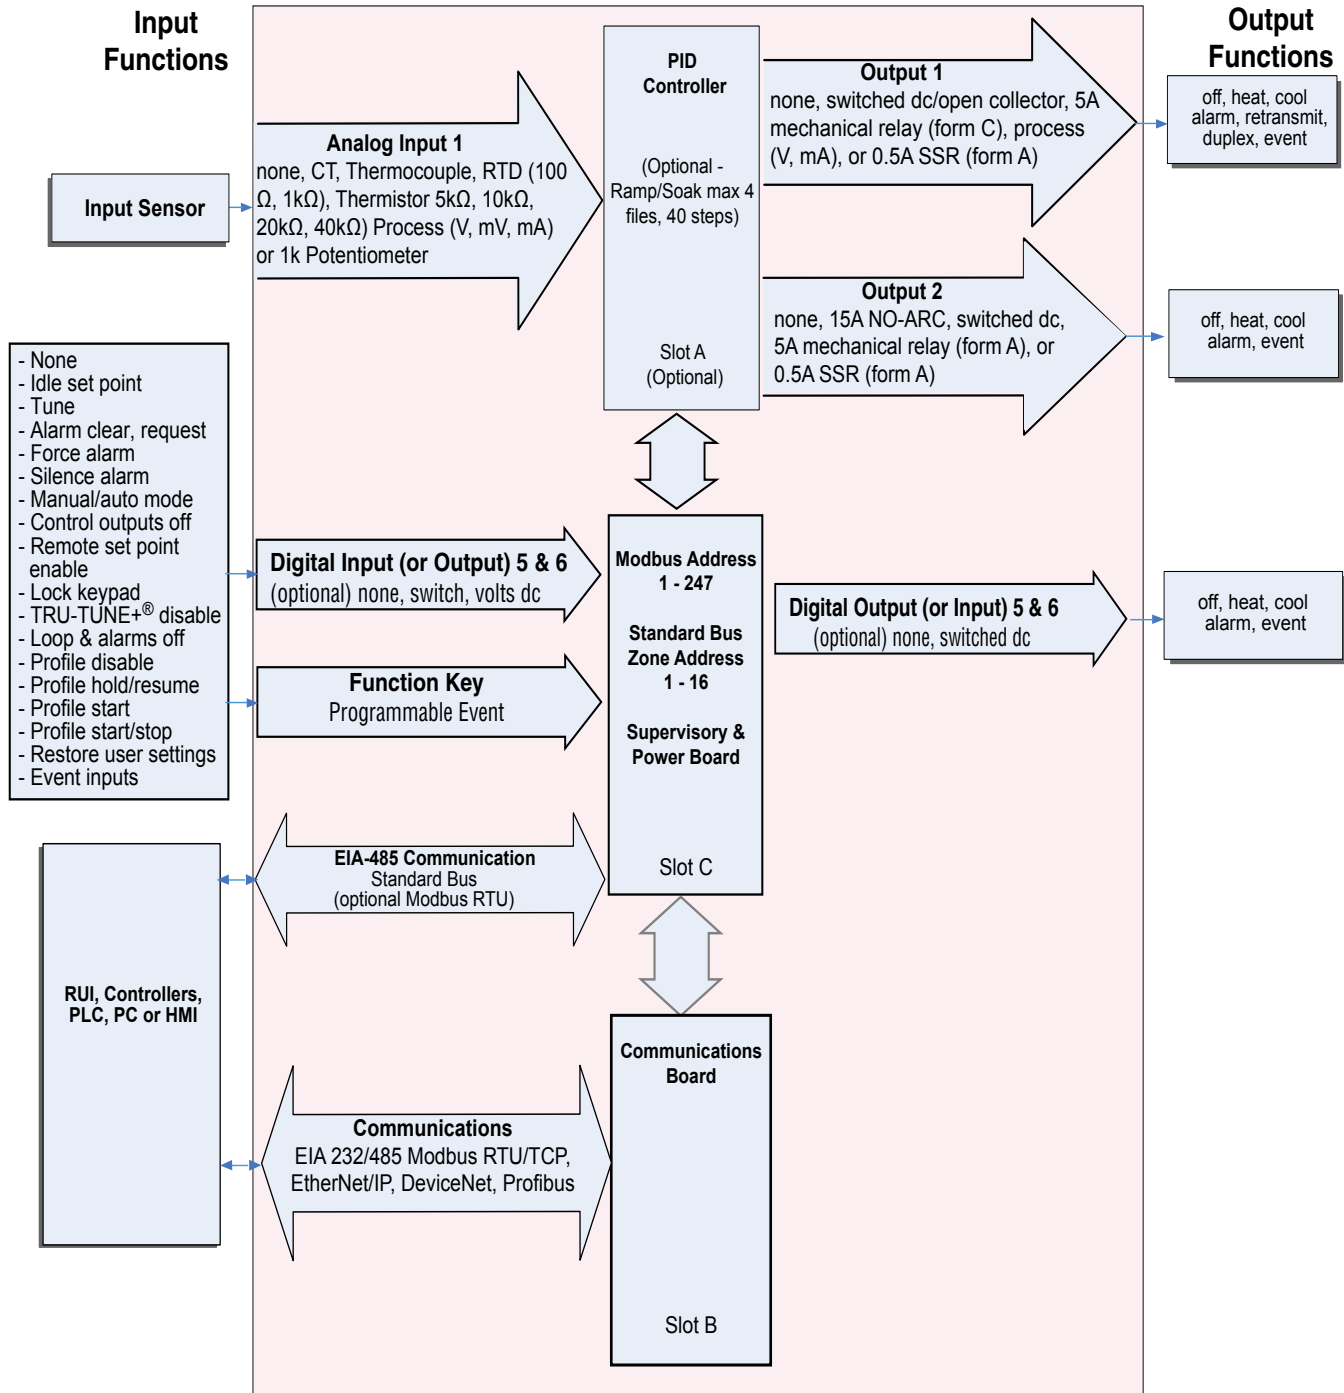 Input
Functions
Output
Functions
Input Sensor
Analog Input 1
none, CT, Thermocouple, RTD (100
Ω, 1kΩ), Thermistor 5kΩ, 10kΩ,
20kΩ, 40kΩ) Process (V, mV, mA)
or 1k Potentiometer
PID
Controller
(Optional -
Ramp/Soak max 4
files, 40 steps)
Slot A
(Optional)
Output 1
none, switched dc/open collector, 5A
mechanical relay (form C), process
(V, mA), or 0.5A SSR (form A)
off, heat, cool
alarm, retransmit,
duplex, event
Output 2
none, 15A NO-ARC, switched dc,
5A mechanical relay (form A), or
0.5A SSR (form A)
off, heat, cool
alarm, event
- None
- Idle set point
- Tune
- Alarm clear, request
- Force alarm
- Silence alarm
- Manual/auto mode
- Control outputs off
- Remote set point
enable
- Lock keypad
- TRU-TUNE+® disable
- Loop & alarms off
- Profile disable
- Profile hold/resume
- Profile start
- Profile start/stop
- Restore user settings
- Event inputs
Digital Input (or Output) 5 & 6
(optional) none, switch, volts dc
Function Key
Programmable Event
Modbus Address
1 - 247
Standard Bus
Zone Address
1 - 16
Supervisory &
Power Board
Slot C
Digital Output (or Input) 5 & 6
(optional) none, switched dc
off, heat, cool
alarm, event
EIA-485 Communication
Standard Bus
(optional Modbus RTU)
RUI, Controllers,
PLC, PC or HMI
Communications
EIA 232/485 Modbus RTU/TCP,
EtherNet/IP, DeviceNet, Profibus
Communications
Board
Slot B